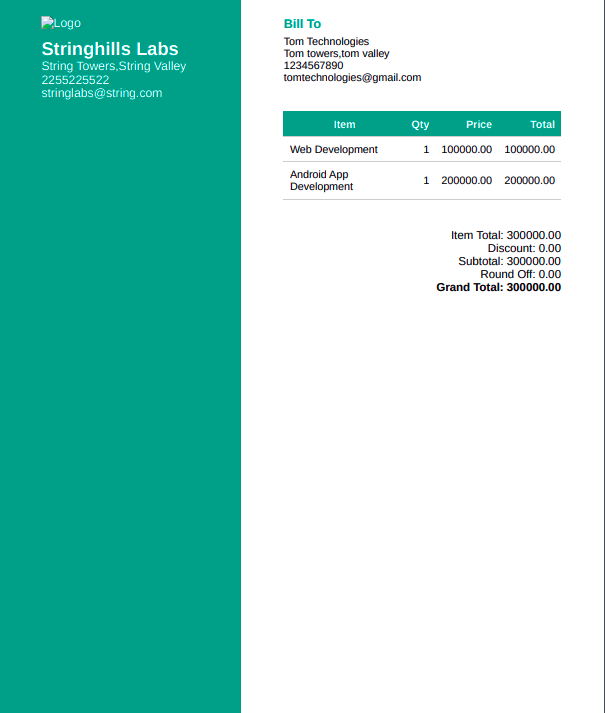 Logo
Stringhills Labs
String Towers,String Valley
2255225522
stringlabs@string.com
Bill To
Tom Technologies
Tom towers,tom valley
1234567890
tomtechnologies@gmail.com
Item Qty Price Total
Web Development 1 100000.00 100000.00
Android App
Development 1 200000.00 200000.00
Item Total: 300000.00
Discount: 0.00
Subtotal: 300000.00
Round Off: 0.00
Grand Total: 300000.00